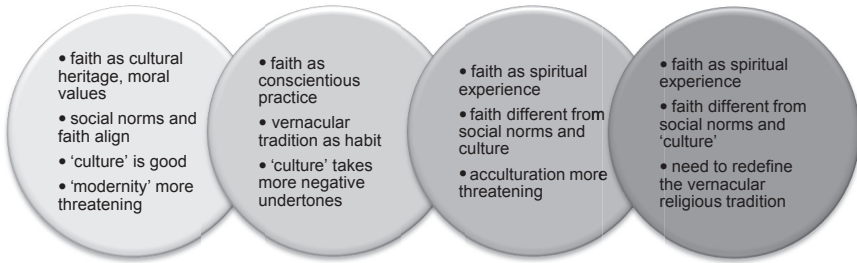 • faith as cultural
heritage, moral
values
• social norms and
faith align
• ‘culture’ is good
• ‘modernity’ more
threatening
• faith as
conscientious
practice
• vernacular
tradition as habit
• ‘culture’ takes
more negative
undertones
• faith as spiritual
experience
• faith different from
social norms and
culture
• acculturation more
threatening
• faith as spiritual
experience
• faith different from
social norms and
‘culture’
• need to redefine
the vernacular
religious tradition